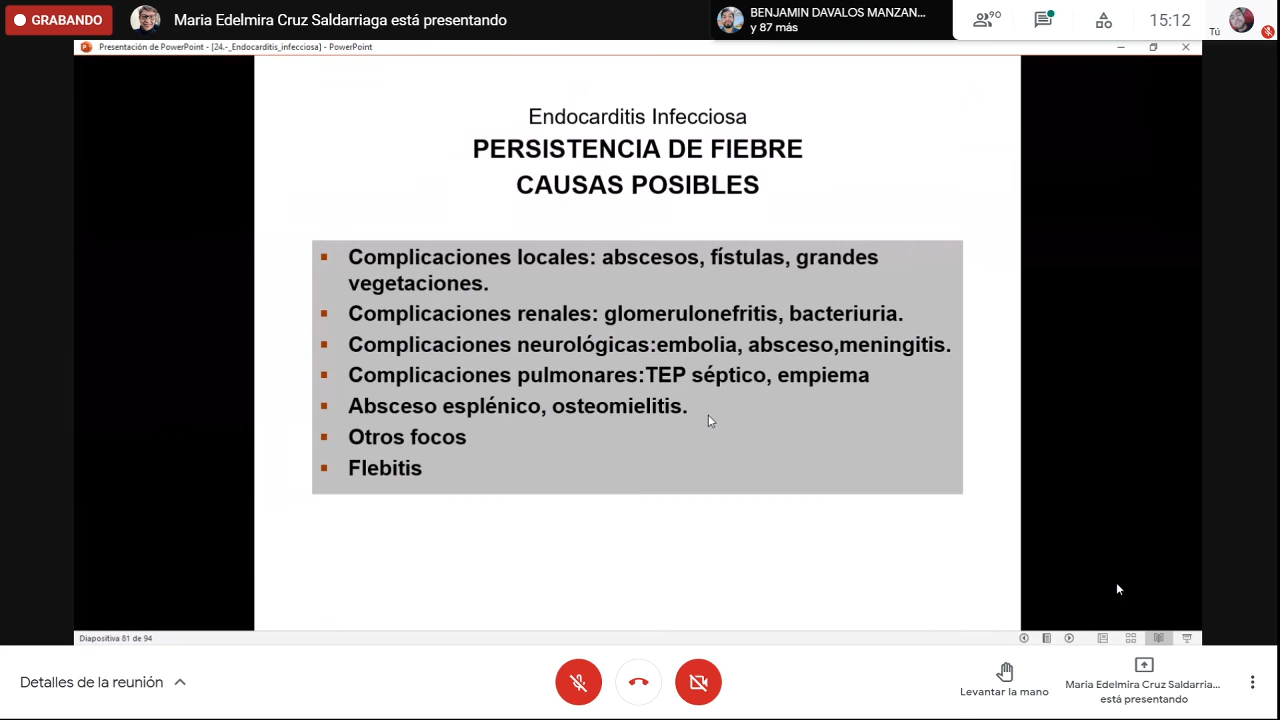 GRABANDO
Maria Edelmira Cruz Saldarriaga está presentando
BENJAMIN DAVALOS MANZAN...
y 87 más
90
15:12
Tú
Presentación de PowerPoint - [24.-_Endocarditis_infecciosa] - PowerPoint
Endocarditis Infecciosa
PERSISTENCIA DE FIEBRE
CAUSAS POSIBLES
Complicaciones locales: abscesos, fístulas, grandes
vegetaciones.
Complicaciones renales: glomerulonefritis, bacteriuria.
Complicaciones neurológicas:embolia, absceso,meningitis.
Complicaciones pulmonares:TEP séptico, empiema
Absceso esplénico, osteomielitis.
Otros focos
Flebitis
Diapositiva 81 de 94
Detalles de la reunión
Levantar la mano
Maria Edelmira Cruz Saldarria...
está presentando